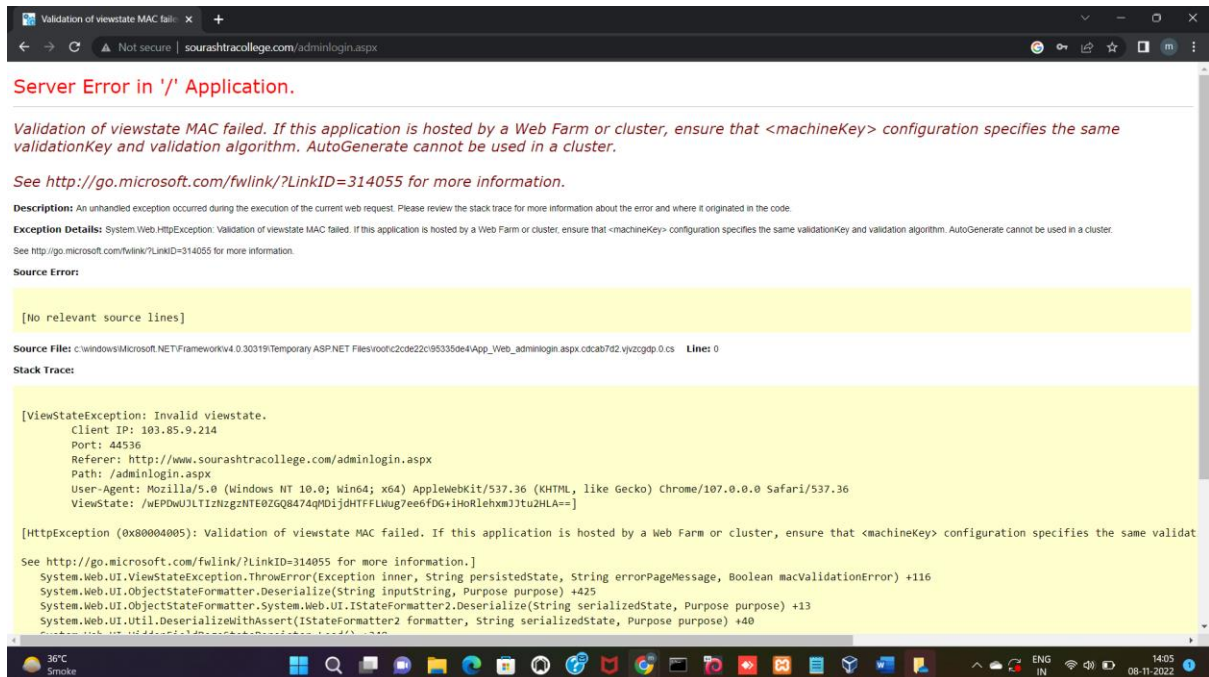 Validation of viewstate MAC faile
Not secure | sourashtracollege.com/adminlogin.aspx
m
Server Error in '/' Application.
Validation of viewstate MAC failed. If this application is hosted by a Web Farm or cluster, ensure that <machineKey> configuration specifies the same
validationKey and validation algorithm. AutoGenerate cannot be used in a cluster.
See http://go.microsoft.com/fwlink/?LinkID=314055 for more information.
Description: An unhandled exception occurred during the execution of the current web request. Please review the stack trace for more information about the error and where it originated in the code.
Exception Details: System.Web.HttpException: Validation of viewstate MAC failed. If this application is hosted by a Web Farm or cluster, ensure that <machineKey> configuration specifies the same validationKey and validation algorithm. AutoGenerate cannot be used in a cluster.
See http://go.microsoft.com/fwlink/?LinkID=314055 for more information.
Source Error:
[No relevant source lines]
Source File: c:\windows\Microsoft.NET\Framework\v4.0.30319\Temporary ASP.NET Files\root\c2cde22c\95335de4\App_Web_adminlogin.aspx.cdcab7d2.vjvzcgdp.0.cs Line: 0
Stack Trace:
[ViewStateException: Invalid viewstate.
Client IP: 103.85.9.214
Port: 44536
Referer: http://www.sourashtracollege.com/adminlogin.aspx
Path: /adminlogin.aspx
User-Agent: Mozilla/5.0 (Windows NT 10.0; Win64; x64) AppleWebKit/537.36 (KHTML, like Gecko) Chrome/107.0.0.0 Safari/537.36
ViewState: /wEPDwUJLTIzNzgzNTE0ZGQ8474qMDijdHTFFLWug7ee6fDG+iHoRlehxmJJtu2HLA==]
[HttpException (0x80004005): Validation of viewstate MAC failed. If this application is hosted by a Web Farm or cluster, ensure that <machineKey> configuration specifies the same validat
See http://go.microsoft.com/fwlink/?LinkID=314055 for more information.]
System.Web.UI.ViewStateException.ThrowError(Exception inner, String persistedState, String errorPageMessage, Boolean macValidationError) +116
System.Web.UI.ObjectStateFormatter.Deserialize(String inputString, Purpose purpose) +425
System.Web.UI.ObjectStateFormatter.System.Web.UI.IStateFormatter2.Deserialize(String serializedState, Purpose purpose) +13
System.Web.UI.Util.DeserializeWithAssert(IStateFormatter2 formatter, String serializedState, Purpose purpose) +40
36°C
Smoke
ENG
IN
14:05
08-11-2022
1